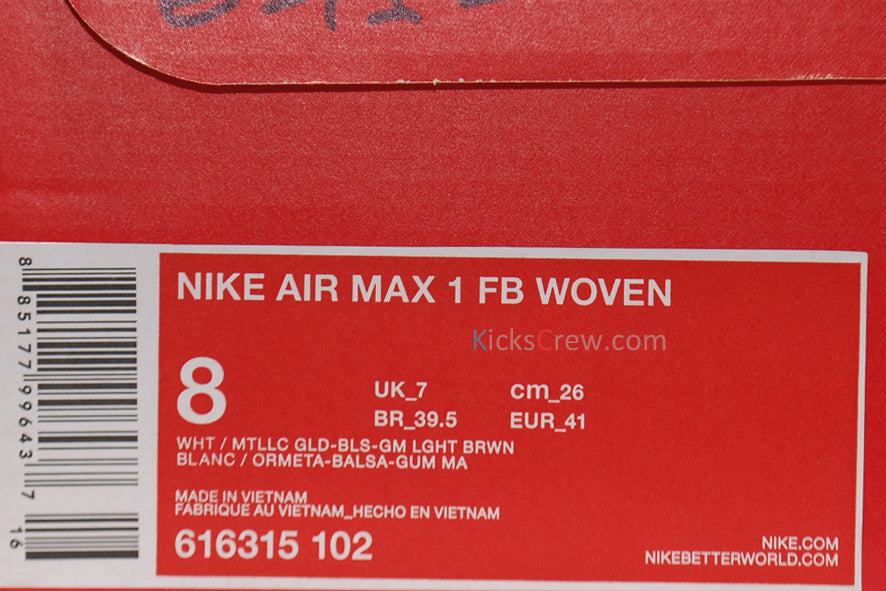 NIKE AIR MAX 1 FB WOVEN
KicksCrew.com
8
UK_7 cm_26
BR_39.5 EUR_41
WHT / MTLLC GLD-BLS-GM LGHT BRWN
BLANC / ORMETA-BALSA-GUM MA
MADE IN VIETNAM
FABRIQUE AU VIETNAM_HECHO EN VIETNAM
616315 102
NIKE.COM
NIKEBETTERWORLD.COM
8 85177 99643 7
16